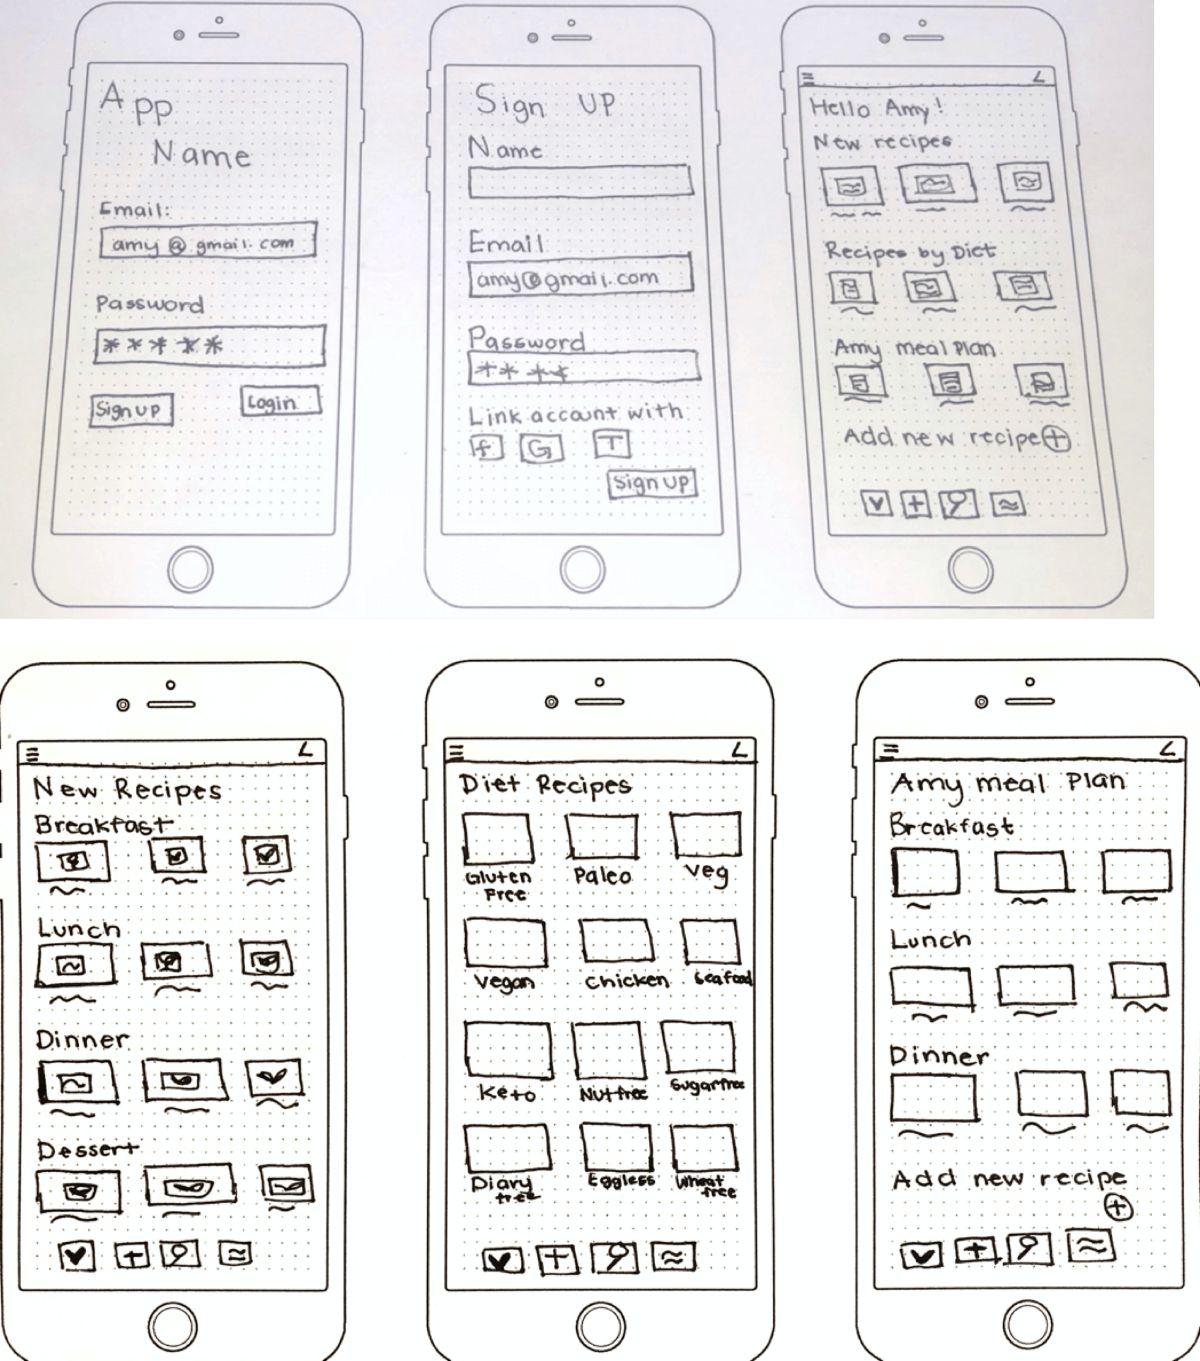 App
Name
Email:
amy@gmail.com
Password
*****
Sign UP
Login
Sign UP
Name
Email
amy@gmail.com
Password
****
Link account with
f G T
Sign UP
Hello Amy!
New recipes
Recipes by Diet
Amy meal Plan
Add new recipe +
New Recipes
Breakfast
Lunch
Dinner
Dessert
Diet Recipes
Gluten Free
Paleo
Veg
Vegan
Chicken
Seafood
Keto
Nutfree
Sugarfree
Diary free
Eggless
Wheat free
Amy meal Plan
Breakfast
Lunch
Dinner
Add new recipe
+